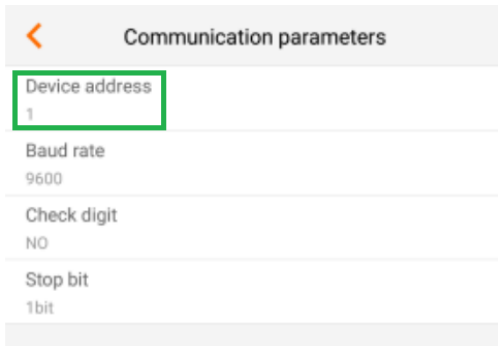 Communication parameters
Device address
1
Baud rate
9600
Check digit
NO
Stop bit
1bit